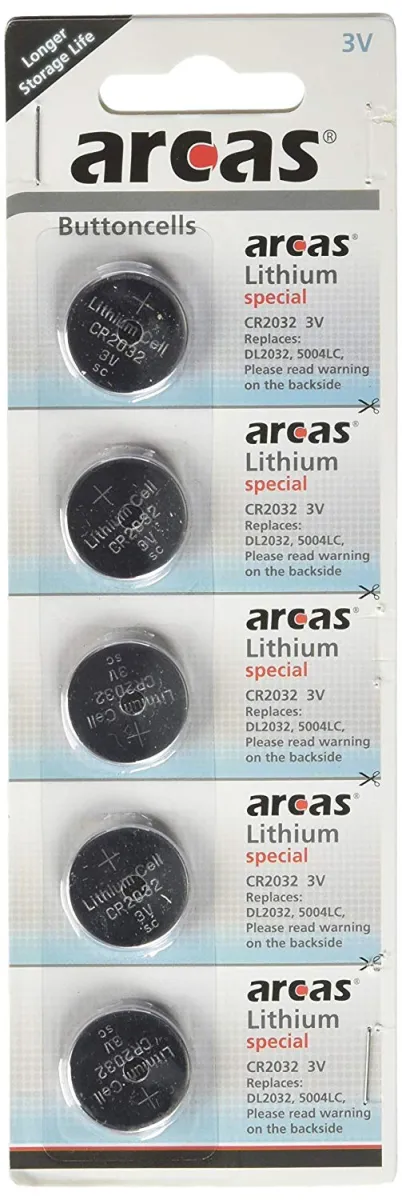 Longer
Storage Life
3V
arcas®
Buttoncells
Lithium Cell
CR2032
3V
SC
arcas®
Lithium
special
CR2032 3V
Replaces:
DL2032, 5004LC,
Please read warning
on the backside
Lithium Cell
CR2032
3V
SC
arcas®
Lithium
special
CR2032 3V
Replaces:
DL2032, 5004LC,
Please read warning
on the backside
Lithium Cell
CR2032
3V
SC
arcas®
Lithium
special
CR2032 3V
Replaces:
DL2032, 5004LC,
Please read warning
on the backside
Lithium Cell
CR2032
3V
SC
arcas®
Lithium
special
CR2032 3V
Replaces:
DL2032, 5004LC,
Please read warning
on the backside
Lithium Cell
CR2032
3V
SC
arcas®
Lithium
special
CR2032 3V
Replaces:
DL2032, 5004LC,
Please read warning
on the backside